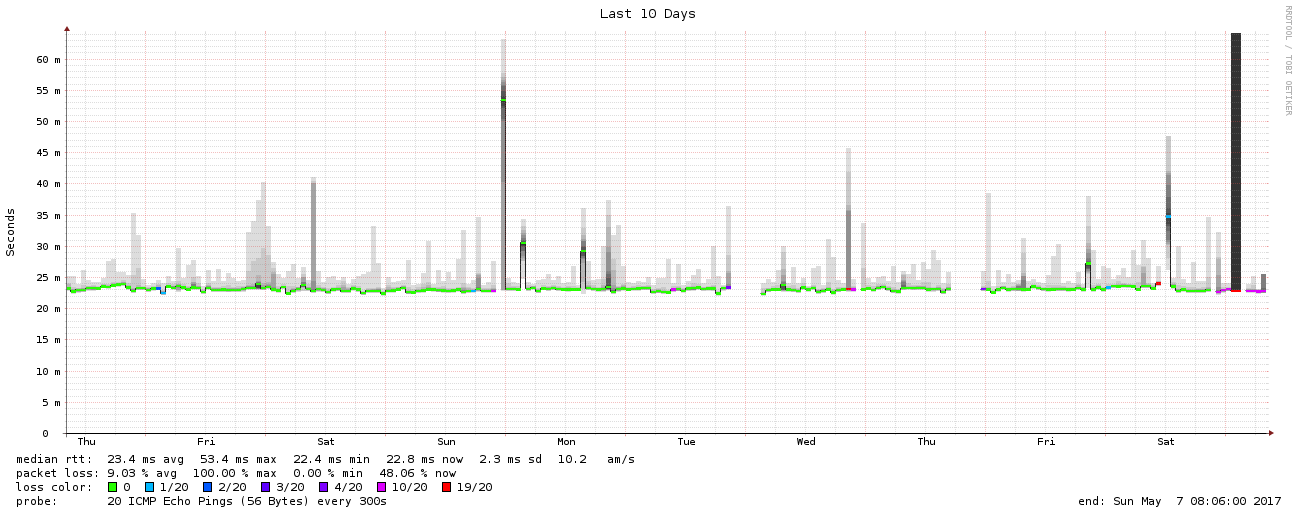 Last 10 Days
RRDTOOL / TOBI OETIKER
Seconds
60 m
55 m
50 m
45 m
40 m
35 m
30 m
25 m
20 m
15 m
10 m
5 m
0
Thu Fri Sat Sun Mon Tue Wed Thu Fri Sat
median rtt: 23.4 ms avg 53.4 ms max 22.4 ms min 22.8 ms now 2.3 ms sd 10.2 am/s
packet loss: 9.03 % avg 100.00 % max 0.00 % min 48.06 % now
loss color: 0 1/20 2/20 3/20 4/20 10/20 19/20
probe: 20 ICMP Echo Pings (56 Bytes) every 300s end: Sun May 7 08:06:00 2017